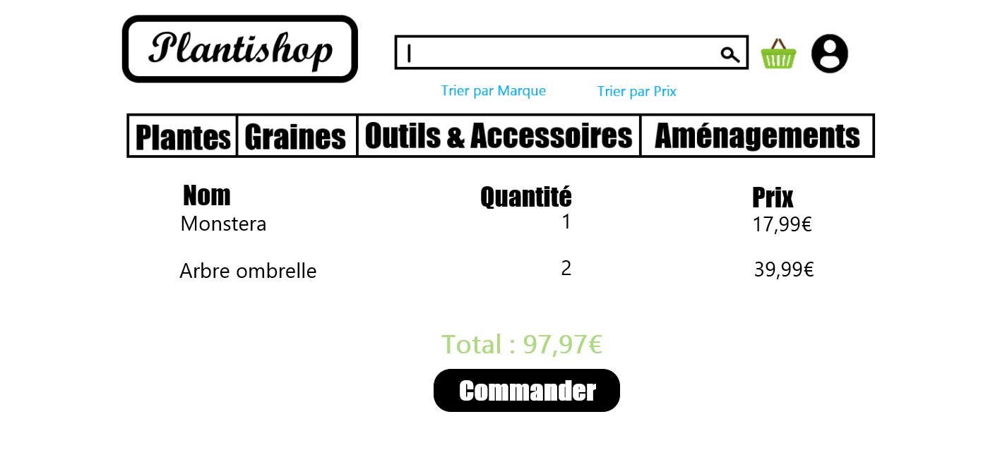 Plantishop
Trier par Marque Trier par Prix
Plantes Graines Outils & Accessoires Aménagements
Nom Quantité Prix
Monstera 1 17,99€
Arbre ombrelle 2 39,99€
Total : 97,97€
Commander